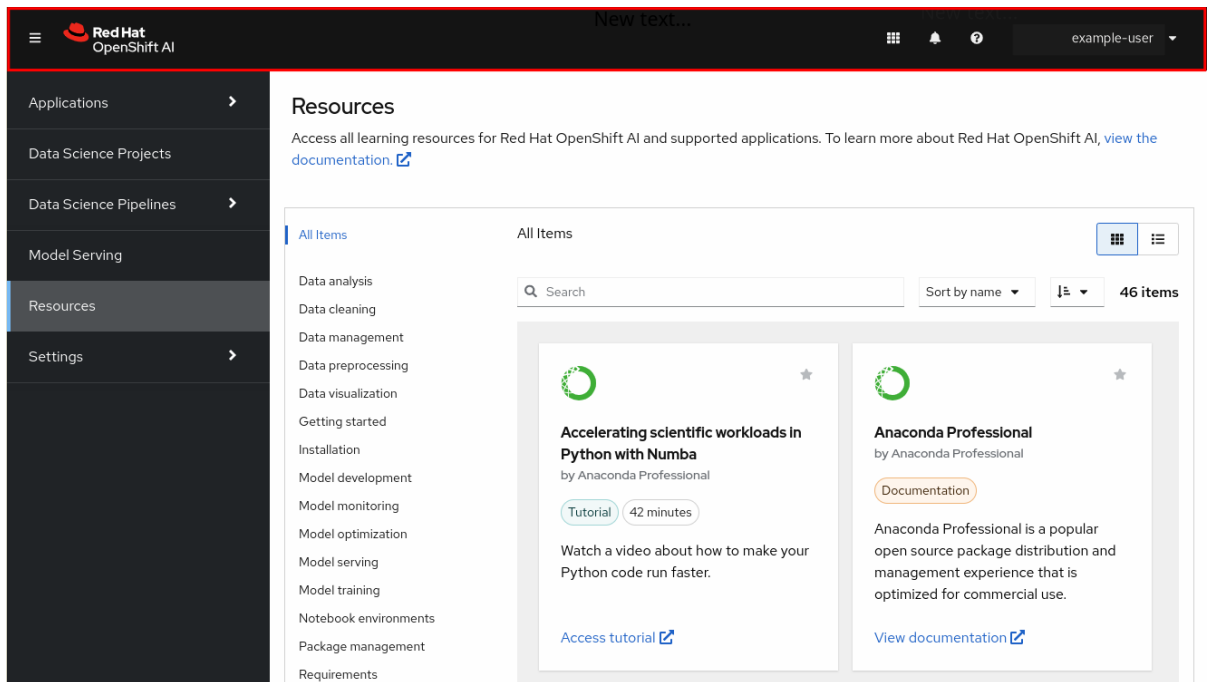 New text...
New text...
Red Hat
OpenShift AI
example-user
Applications
Data Science Projects
Data Science Pipelines
Model Serving
Resources
Settings
Resources
Access all learning resources for Red Hat OpenShift AI and supported applications. To learn more about Red Hat OpenShift AI, view the
documentation.
All Items
Data analysis
Data cleaning
Data management
Data preprocessing
Data visualization
Getting started
Installation
Model development
Model monitoring
Model optimization
Model serving
Model training
Notebook environments
Package management
Requirements
All Items
Search
Sort by name
46 items
Accelerating scientific workloads in
Python with Numba
by Anaconda Professional
Tutorial 42 minutes
Watch a video about how to make your
Python code run faster.
Access tutorial
Anaconda Professional
by Anaconda Professional
Documentation
Anaconda Professional is a popular
open source package distribution and
management experience that is
optimized for commercial use.
View documentation